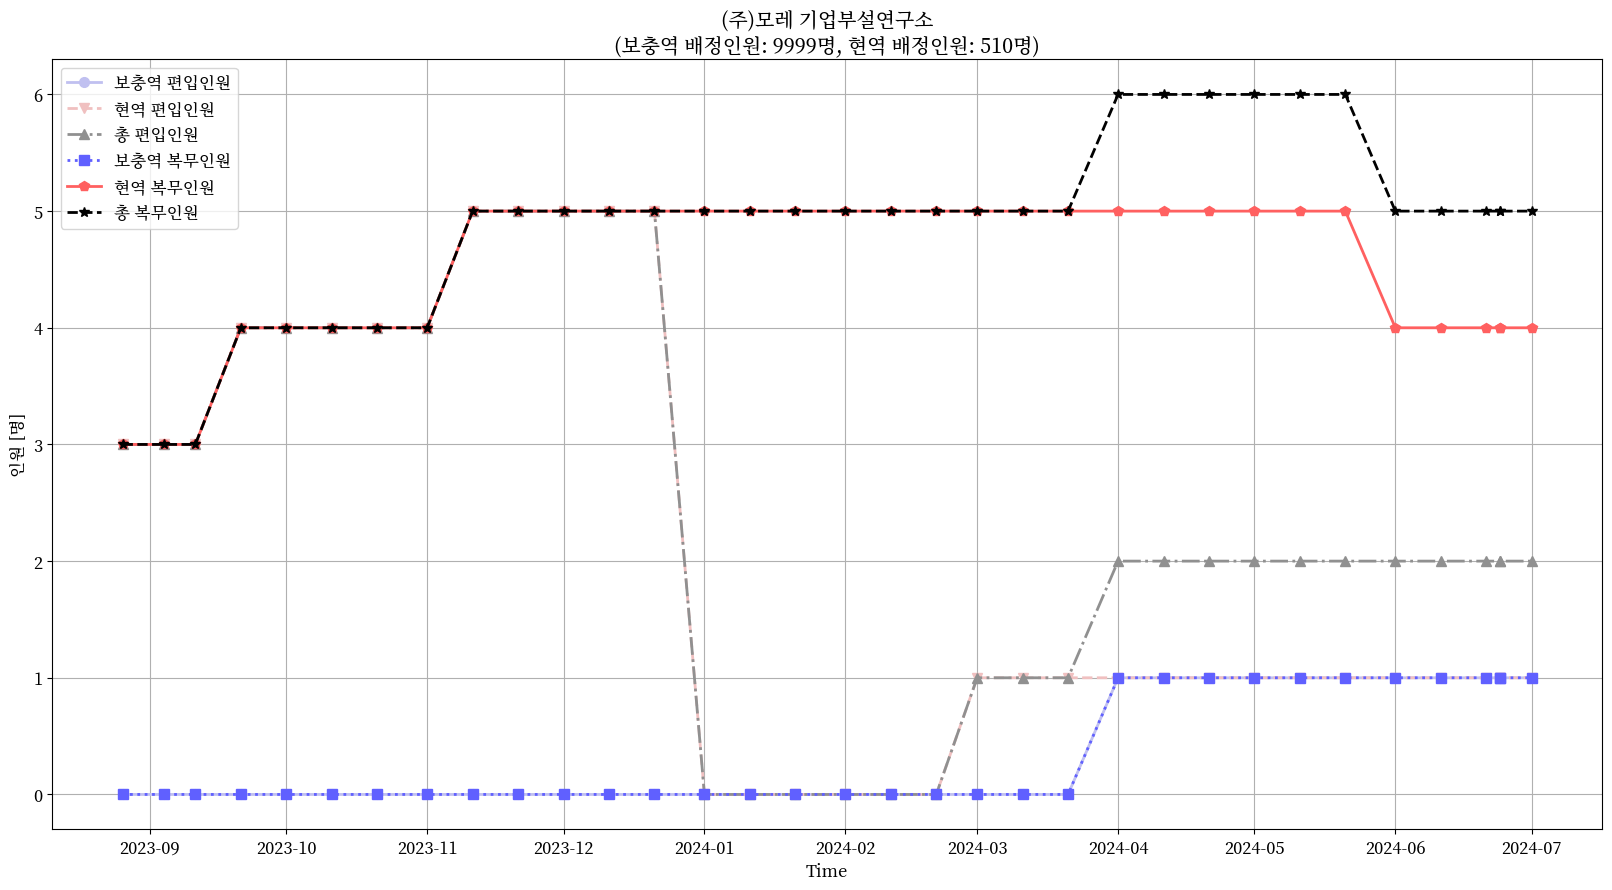 (주)모레 기업부설연구소
(보충역 배정인원: 9999명, 현역 배정인원: 510명)
보충역 편입인원
현역 편입인원
총 편입인원
보충역 복무인원
현역 복무인원
총 복무인원
인원 [명]
6
5
4
3
2
1
0
2023-09
2023-10
2023-11
2023-12
2024-01
2024-02
2024-03
2024-04
2024-05
2024-06
2024-07
Time